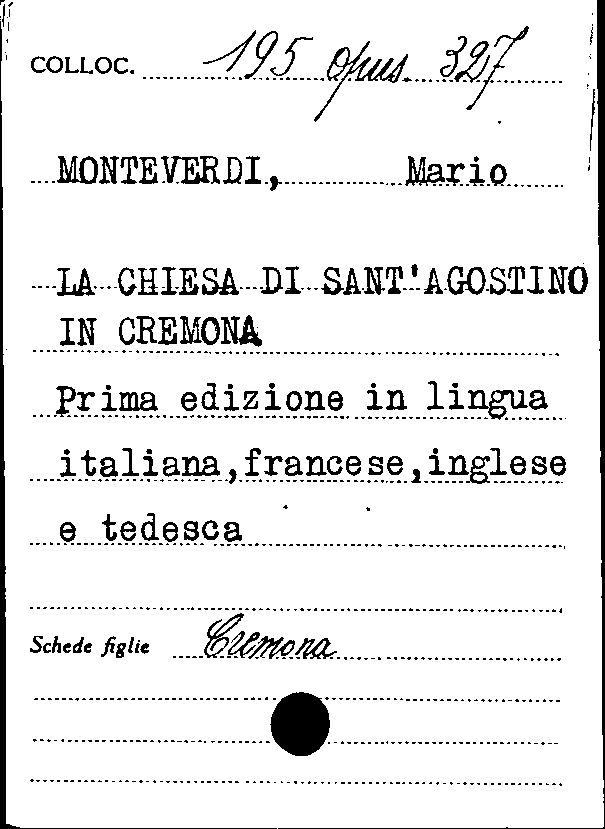 COLLOC. 195 opus. 327
MONTEVERDI, Mario
LA CHIESA DI SANT'AGOSTINO
IN CREMONA
Prima edizione in lingua
italiana,francese,inglese
e tedesca
Schede figlie Cremona